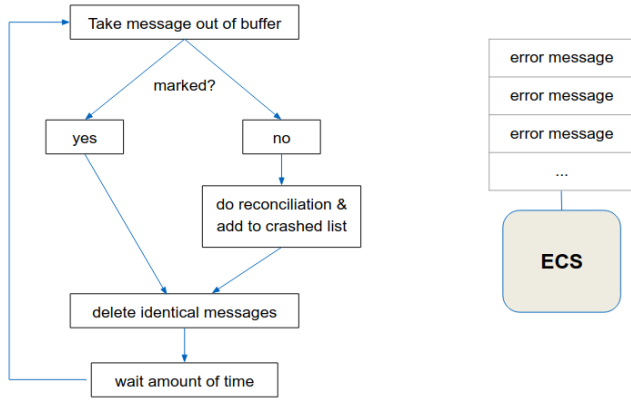 Take message out of buffer
marked?
yes
no
do reconciliation &
add to crashed list
delete identical messages
wait amount of time
error message
error message
error message
...
ECS